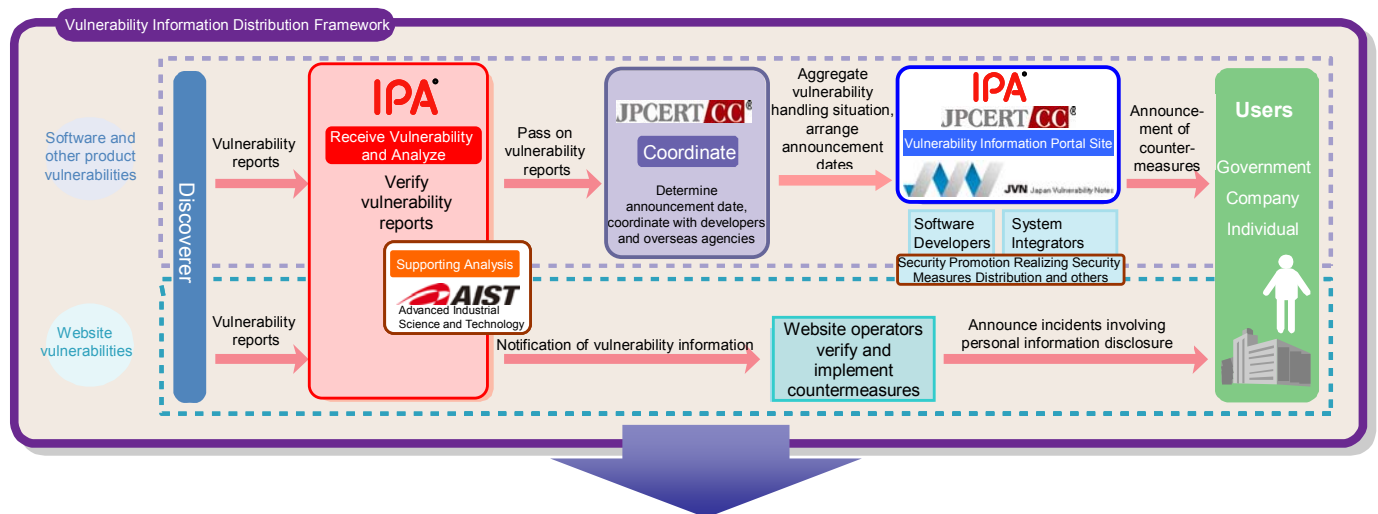 Vulnerability Information Distribution Framework
Software and
other product
vulnerabilities
Discoverer
Vulnerability
reports
IPA
Receive Vulnerability
and Analyze
Verify
vulnerability
reports
Pass on
vulnerability
reports
JPCERT CC®
Coordinate
Determine
announcement date,
coordinate with developers
and overseas agencies
Aggregate
vulnerability
handling situation,
arrange
announcement
dates
IPA
JPCERT CC®
Vulnerability Information Portal Site
JVN Japan Vulnerability Notes
Software
Developers
System
Integrators
Security Promotion Realizing Security
Measures Distribution and others
Announce-
ment of
counter-
measures
Users
Government
Company
Individual
Supporting Analysis
AIST
Advanced Industrial
Science and Technology
Website
vulnerabilities
Vulnerability
reports
Notification of vulnerability information
Website operators
verify and
implement
countermeasures
Announce incidents involving
personal information disclosure